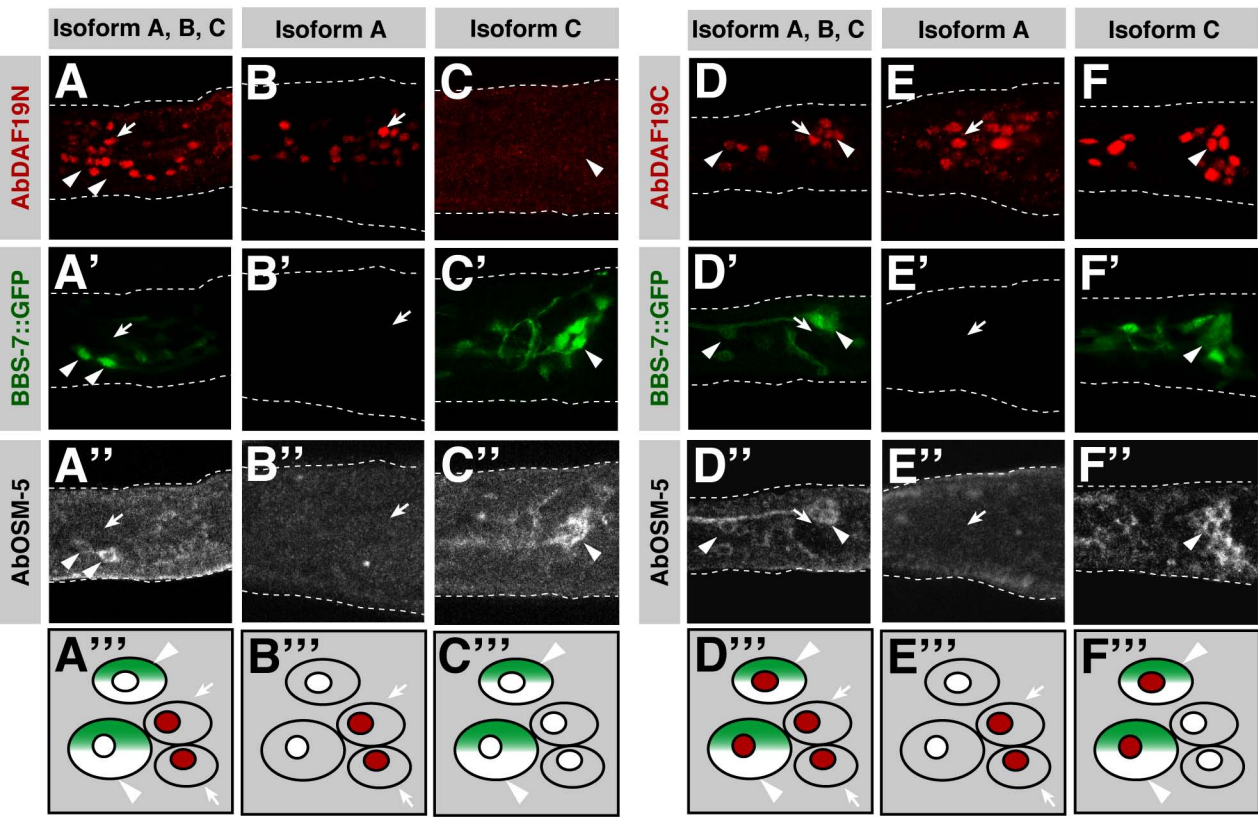 Isoform A, B, C Isoform A Isoform C Isoform A, B, C Isoform A Isoform C
AbDAF19N A B C AbDAF19C D E F
BBS-7::GFP A’ B’ C’ BBS-7::GFP D’ E’ F’
AbOSM-5 A’’ B’’ C’’ AbOSM-5 D’’ E’’ F’’
A’’’ B’’’ C’’’ D’’’ E’’’ F’’’